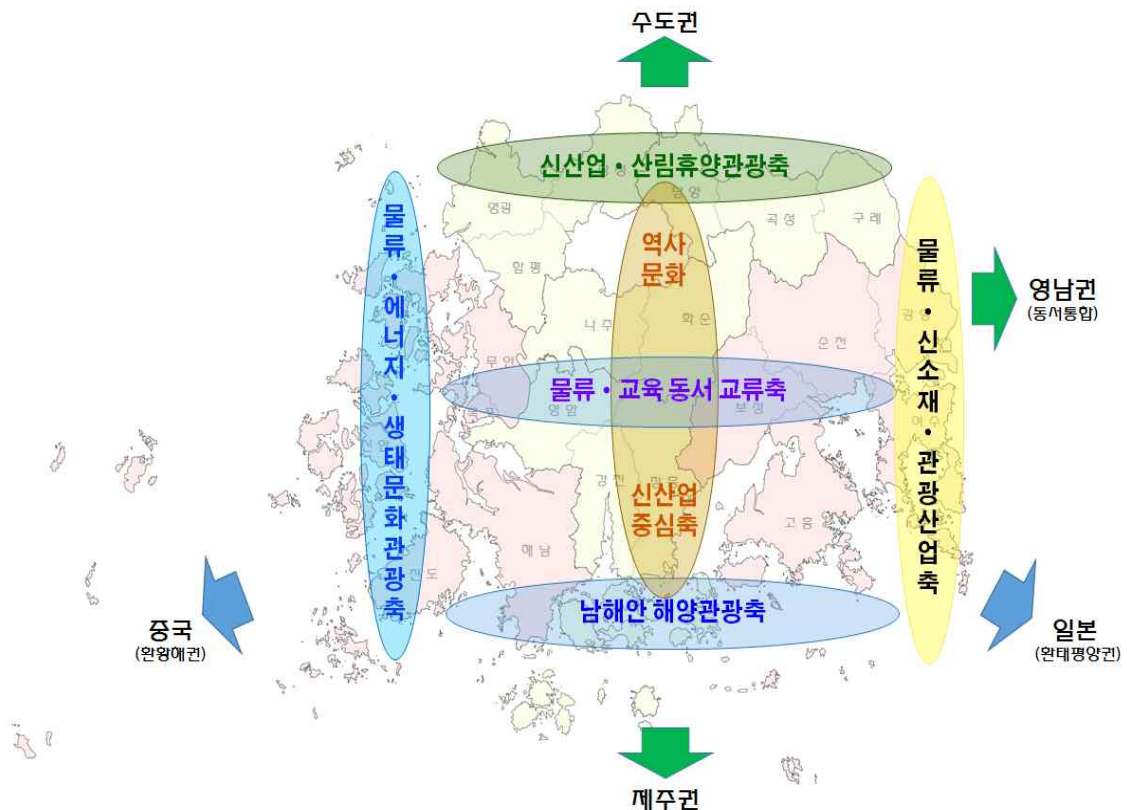 수도권
신산업・산림휴양관광축
담양
영광
곡성
구례
함평
역사
문화
물류・에너지・생태문화관광축
물류・신소재・관광산업축
영남권
(동서통합)
광양
나주
화순
순천
무안
물류・교육 동서 교류축
영암
보성
여수
강진
장흥
신산업
중심축
고흥
해남
진도
남해안 해양관광축
중국
(환황해권)
일본
(환태평양권)
제주권